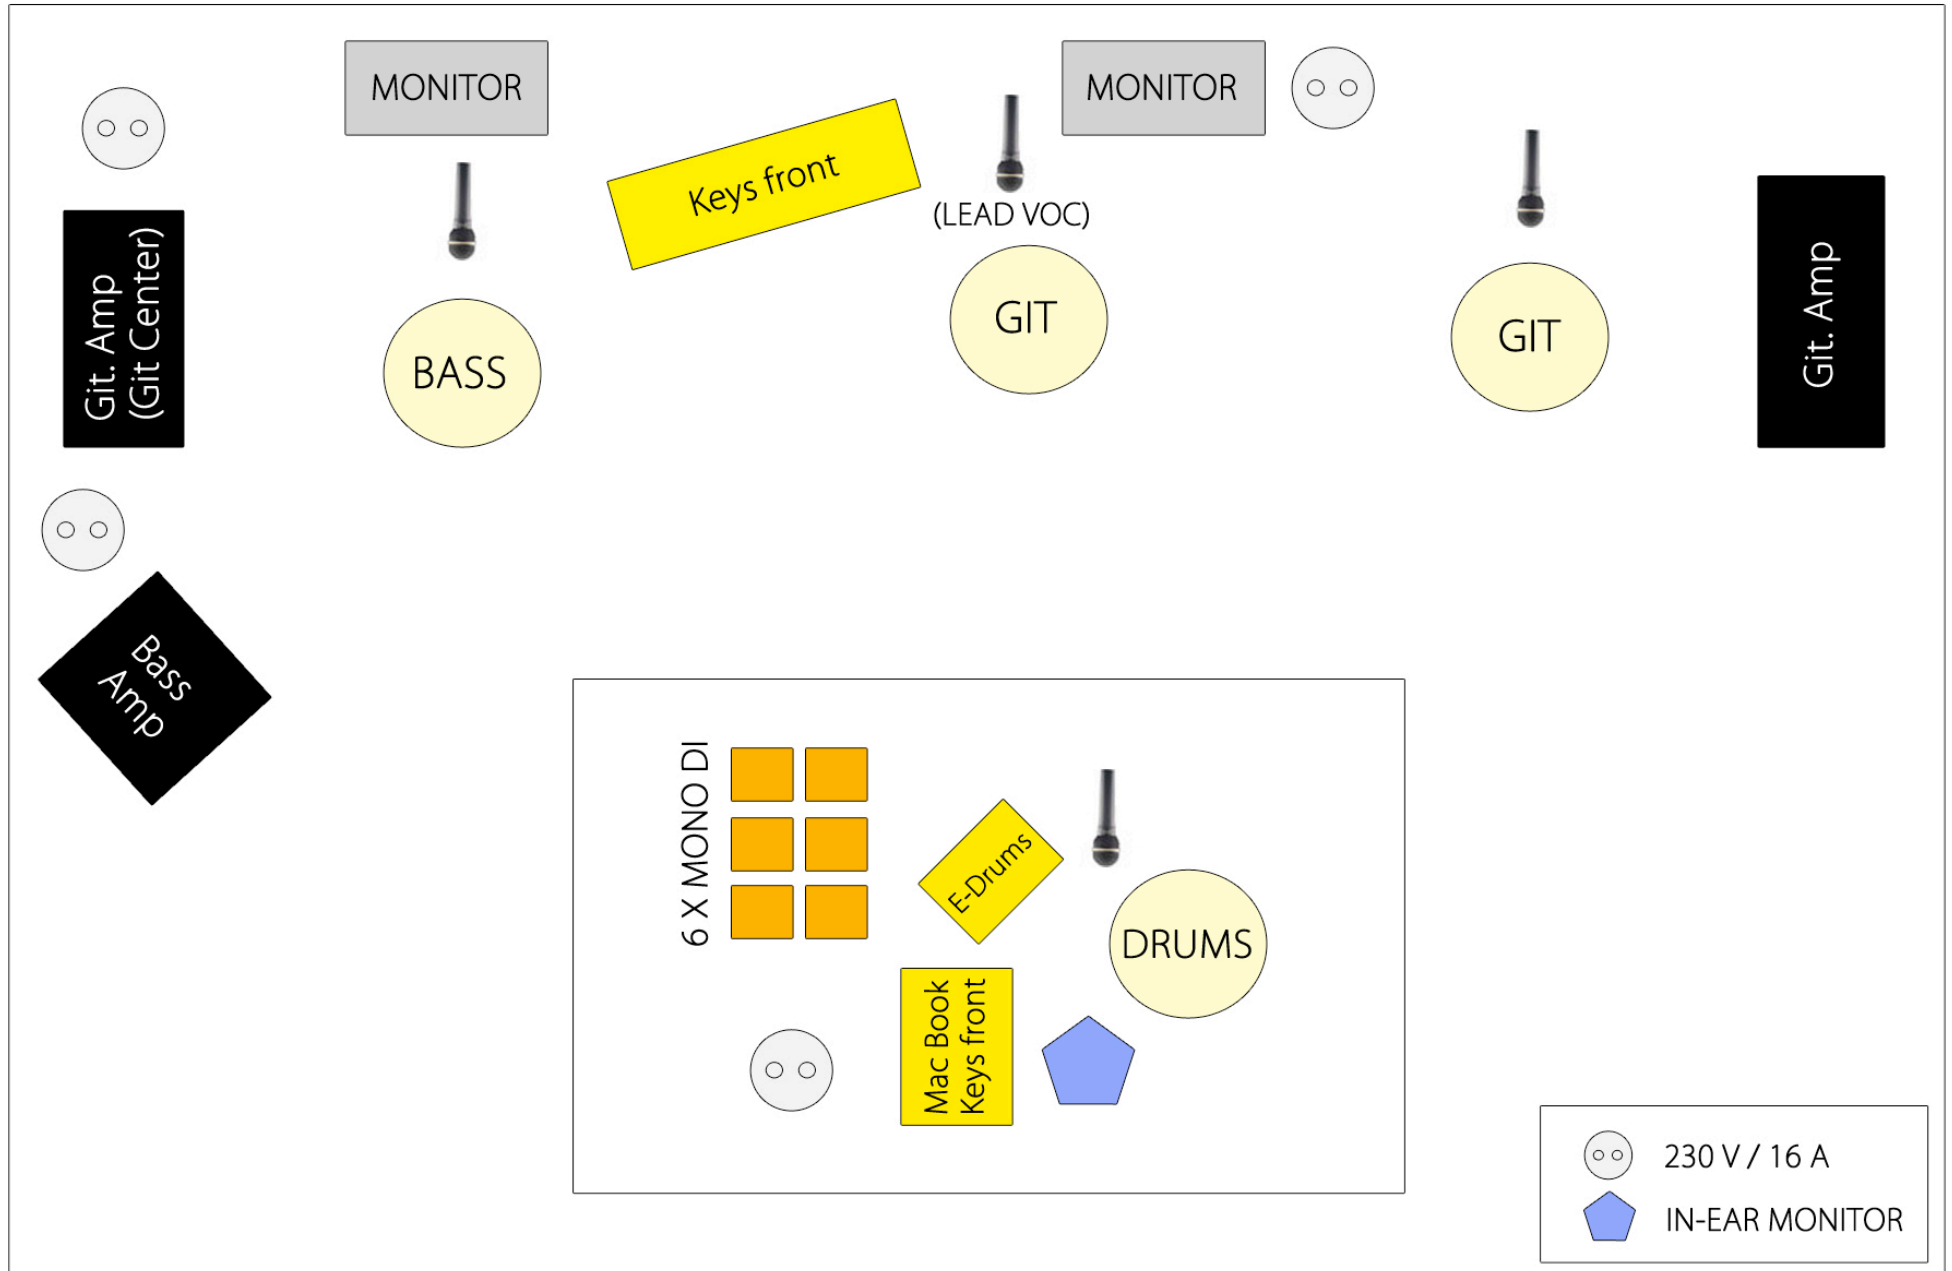 MONITOR
MONITOR
Keys front
(LEAD VOC)
Git. Amp
(Git Center)
BASS
GIT
GIT
Git. Amp
Bass
Amp
6 X MONO DI
E-Drums
DRUMS
Mac Book
Keys front
230 V / 16 A
IN-EAR MONITOR